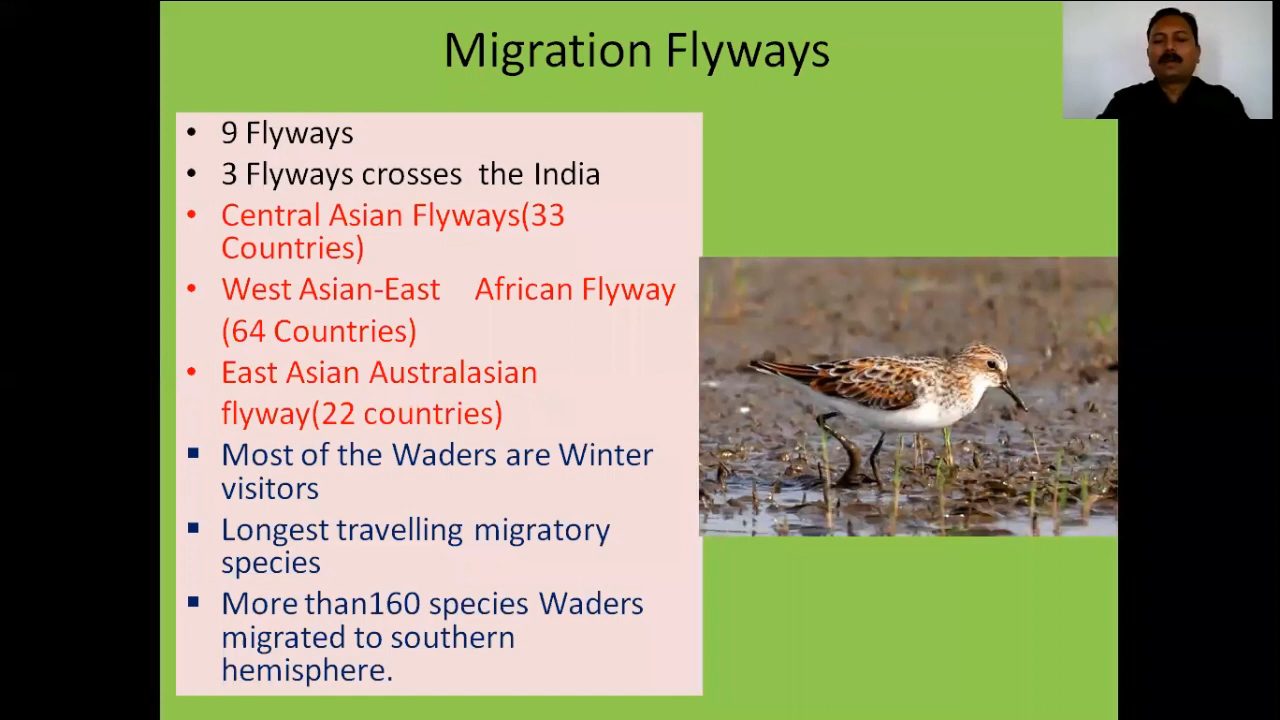 Migration Flyways
• 9 Flyways
• 3 Flyways crosses the India
• Central Asian Flyways(33
Countries)
• West Asian-East African Flyway
(64 Countries)
• East Asian Australasian
flyway(22 countries)
▪ Most of the Waders are Winter
visitors
▪ Longest travelling migratory
species
▪ More than160 species Waders
migrated to southern
hemisphere.